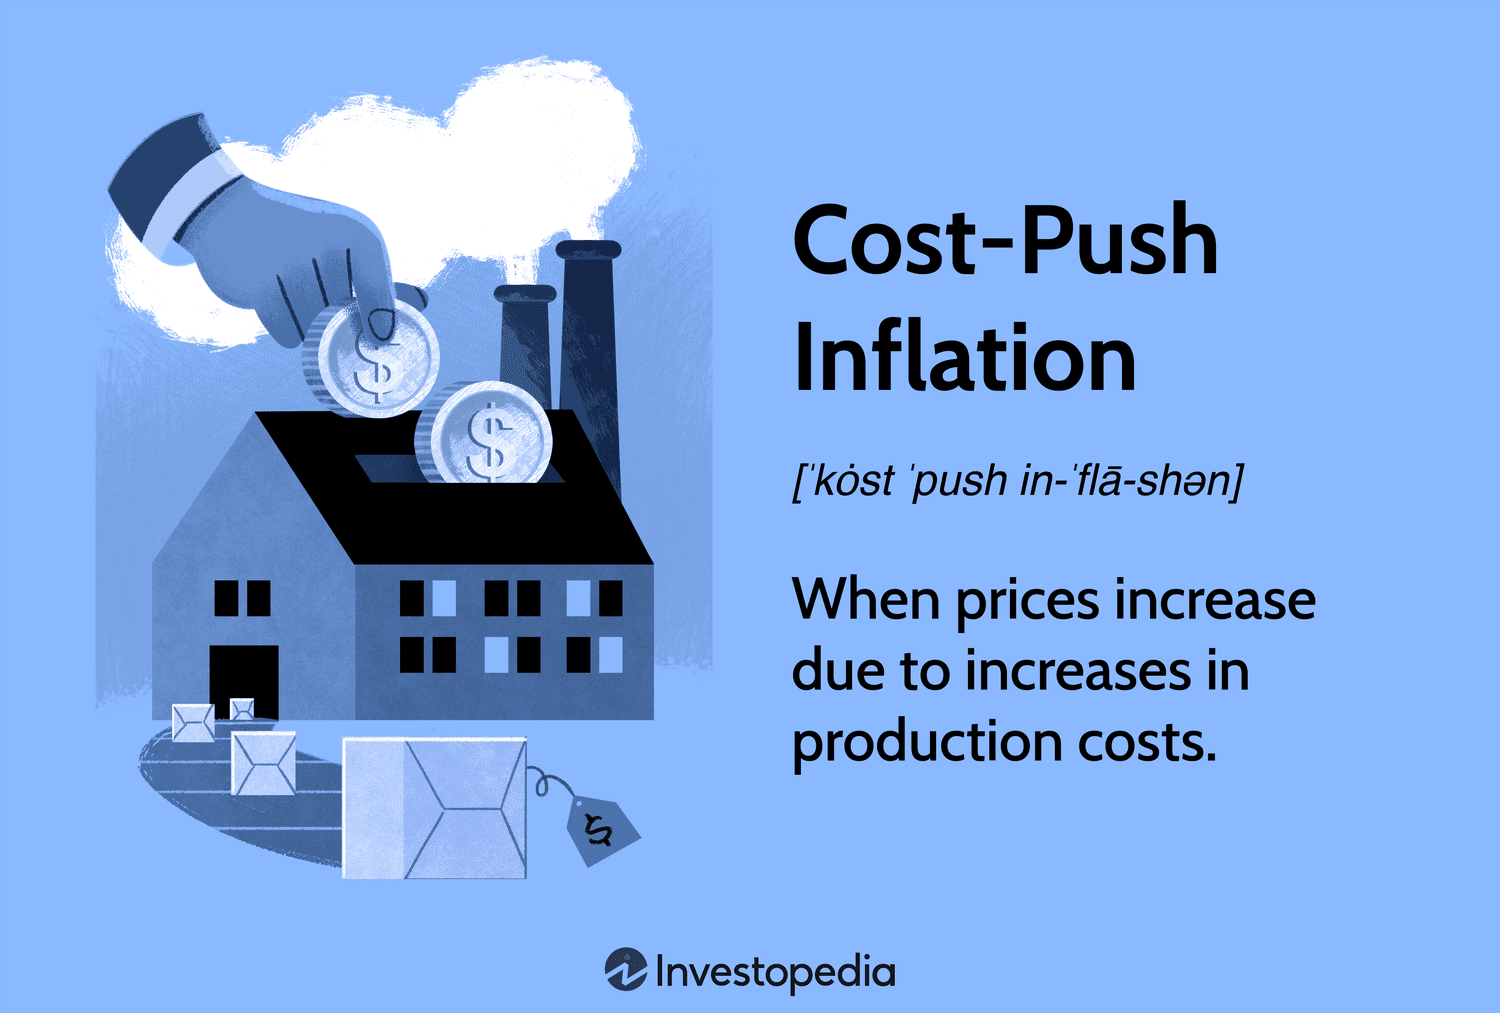 Cost-Push
Inflation
[ˈkȯst ˈpush in-ˈflā-shən]
When prices increase
due to increases in
production costs.
$
$
$
Investopedia